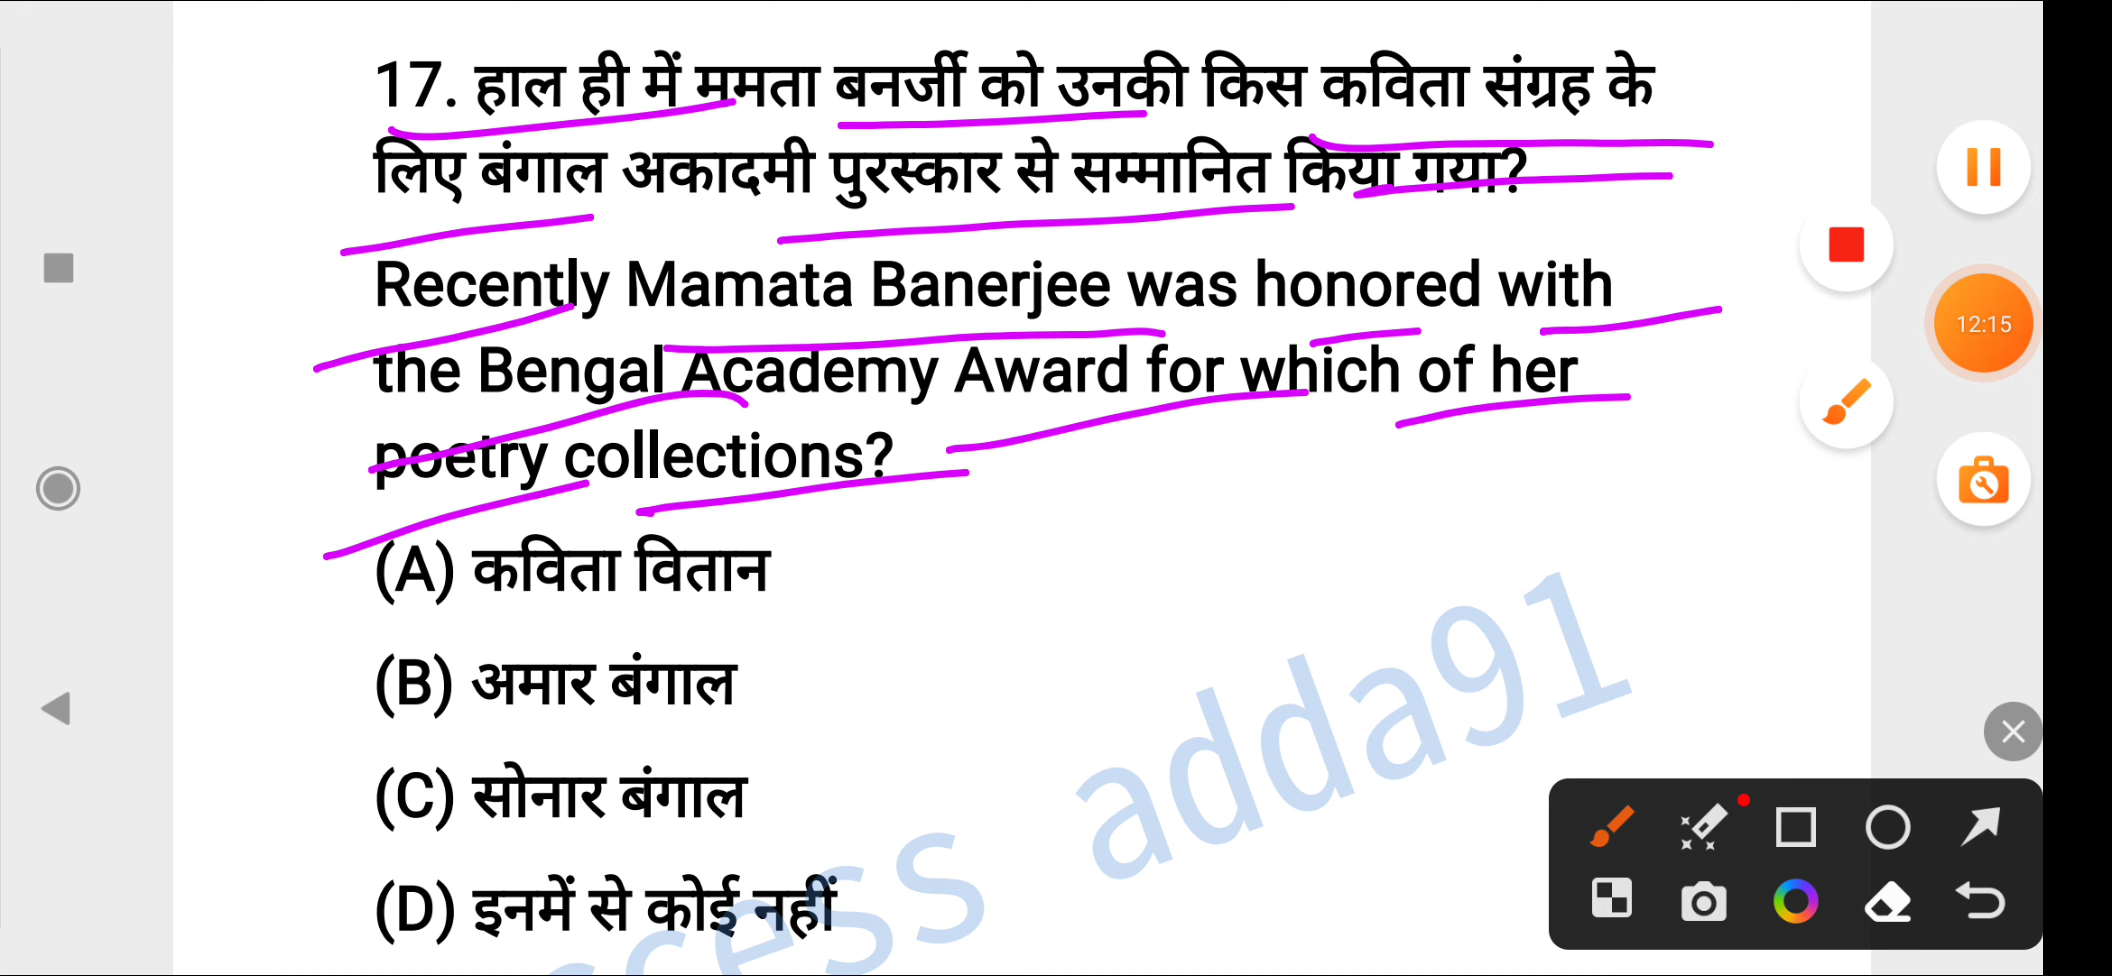 17. हाल ही में ममता बनर्जी को उनकी किस कविता संग्रह के
लिए बंगाल अकादमी पुरस्कार से सम्मानित किया गया?
Recently Mamata Banerjee was honored with
the Bengal Academy Award for which of her
poetry collections?
(A) कविता वितान
(B) अमार बंगाल
(C) सोनार बंगाल
(D) इनमें से कोई नहीं
12:15
adda91